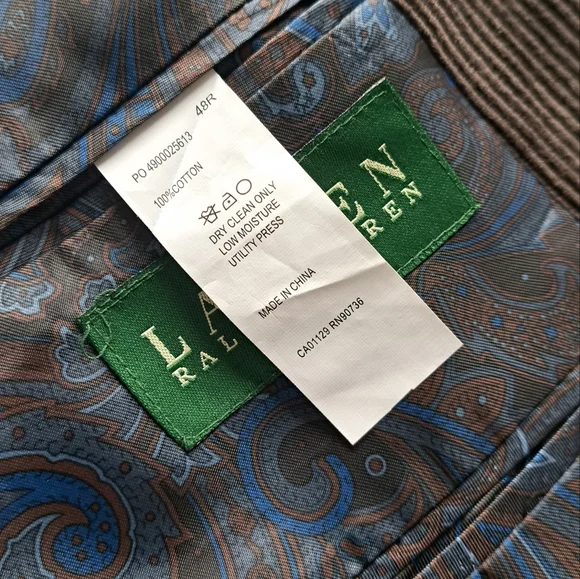 48R
PO 4900025613
100%COTTON
DRY CLEAN ONLY
LOW MOISTURE
UTILITY PRESS
MADE IN CHINA
CA01129 RN90736
LA EN
RAL REN